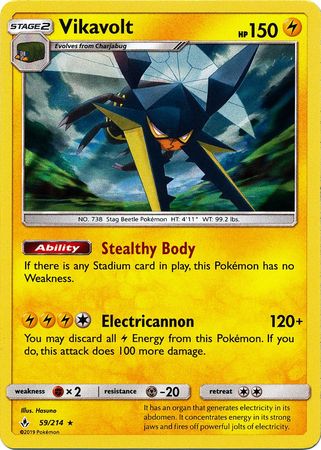 STAGE2 Vikavolt HP 150
Evolves from Charjabug
NO. 738 Stag Beetle Pokémon HT: 4'11" WT: 99.2 lbs.
Ability Stealthy Body
If there is any Stadium card in play, this Pokémon has no
Weakness.
Electricannon 120+
You may discard all Energy from this Pokémon. If you
do, this attack does 100 more damage.
weakness × 2 resistance -20 retreat
Illus. Hasuno
59/214
©2019 Pokémon
It has an organ that generates electricity in its
abdomen. It concentrates energy in its strong
jaws and fires off powerful jolts of electricity.